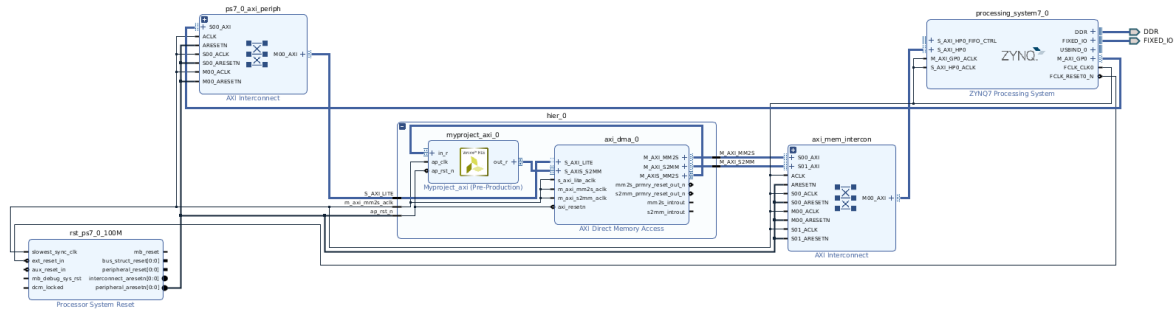 ps7_0_axi_periph
S00_AXI
ACLK
ARESETN
S00_ACLK
S00_ARESETN
M00_ACLK
M00_ARESETN
M00_AXI
AXI Interconnect
processing_system7_0
S_AXI_HP0_FIFO_CTRL
S_AXI_HP0
M_AXI_GP0_ACLK
S_AXI_HP0_ACLK
ZYNQ
DDR
FIXED_IO
USBIND_0
M_AXI_GP0
FCLK_CLK0
FCLK_RESET0_N
ZYNQ7 Processing System
DDR
FIXED_IO
hier_0
myproject_axi_0
in_r
ap_clk
ap_rst_n
out_r
Myproject_axi (Pre-Production)
axi_dma_0
S_AXI_LITE
S_AXIS_S2MM
s_axi_lite_aclk
m_axi_mm2s_aclk
m_axi_s2mm_aclk
axi_resetn
M_AXI_MM2S
M_AXI_S2MM
M_AXIS_MM2S
mm2s_prmry_reset_out_n
s2mm_prmry_reset_out_n
mm2s_introut
s2mm_introut
AXI Direct Memory Access
S_AXI_LITE
m_axi_mm2s_aclk
ap_rst_n
M_AXI_MM2S
M_AXI_S2MM
axi_mem_intercon
S00_AXI
S01_AXI
ACLK
ARESETN
S00_ACLK
S00_ARESETN
M00_ACLK
M00_ARESETN
S01_ACLK
S01_ARESETN
M00_AXI
AXI Interconnect
rst_ps7_0_100M
slowest_sync_clk
ext_reset_in
aux_reset_in
mb_debug_sys_rst
dcm_locked
mb_reset
bus_struct_reset[0:0]
peripheral_reset[0:0]
interconnect_aresetn[0:0]
peripheral_aresetn[0:0]
Processor System Reset